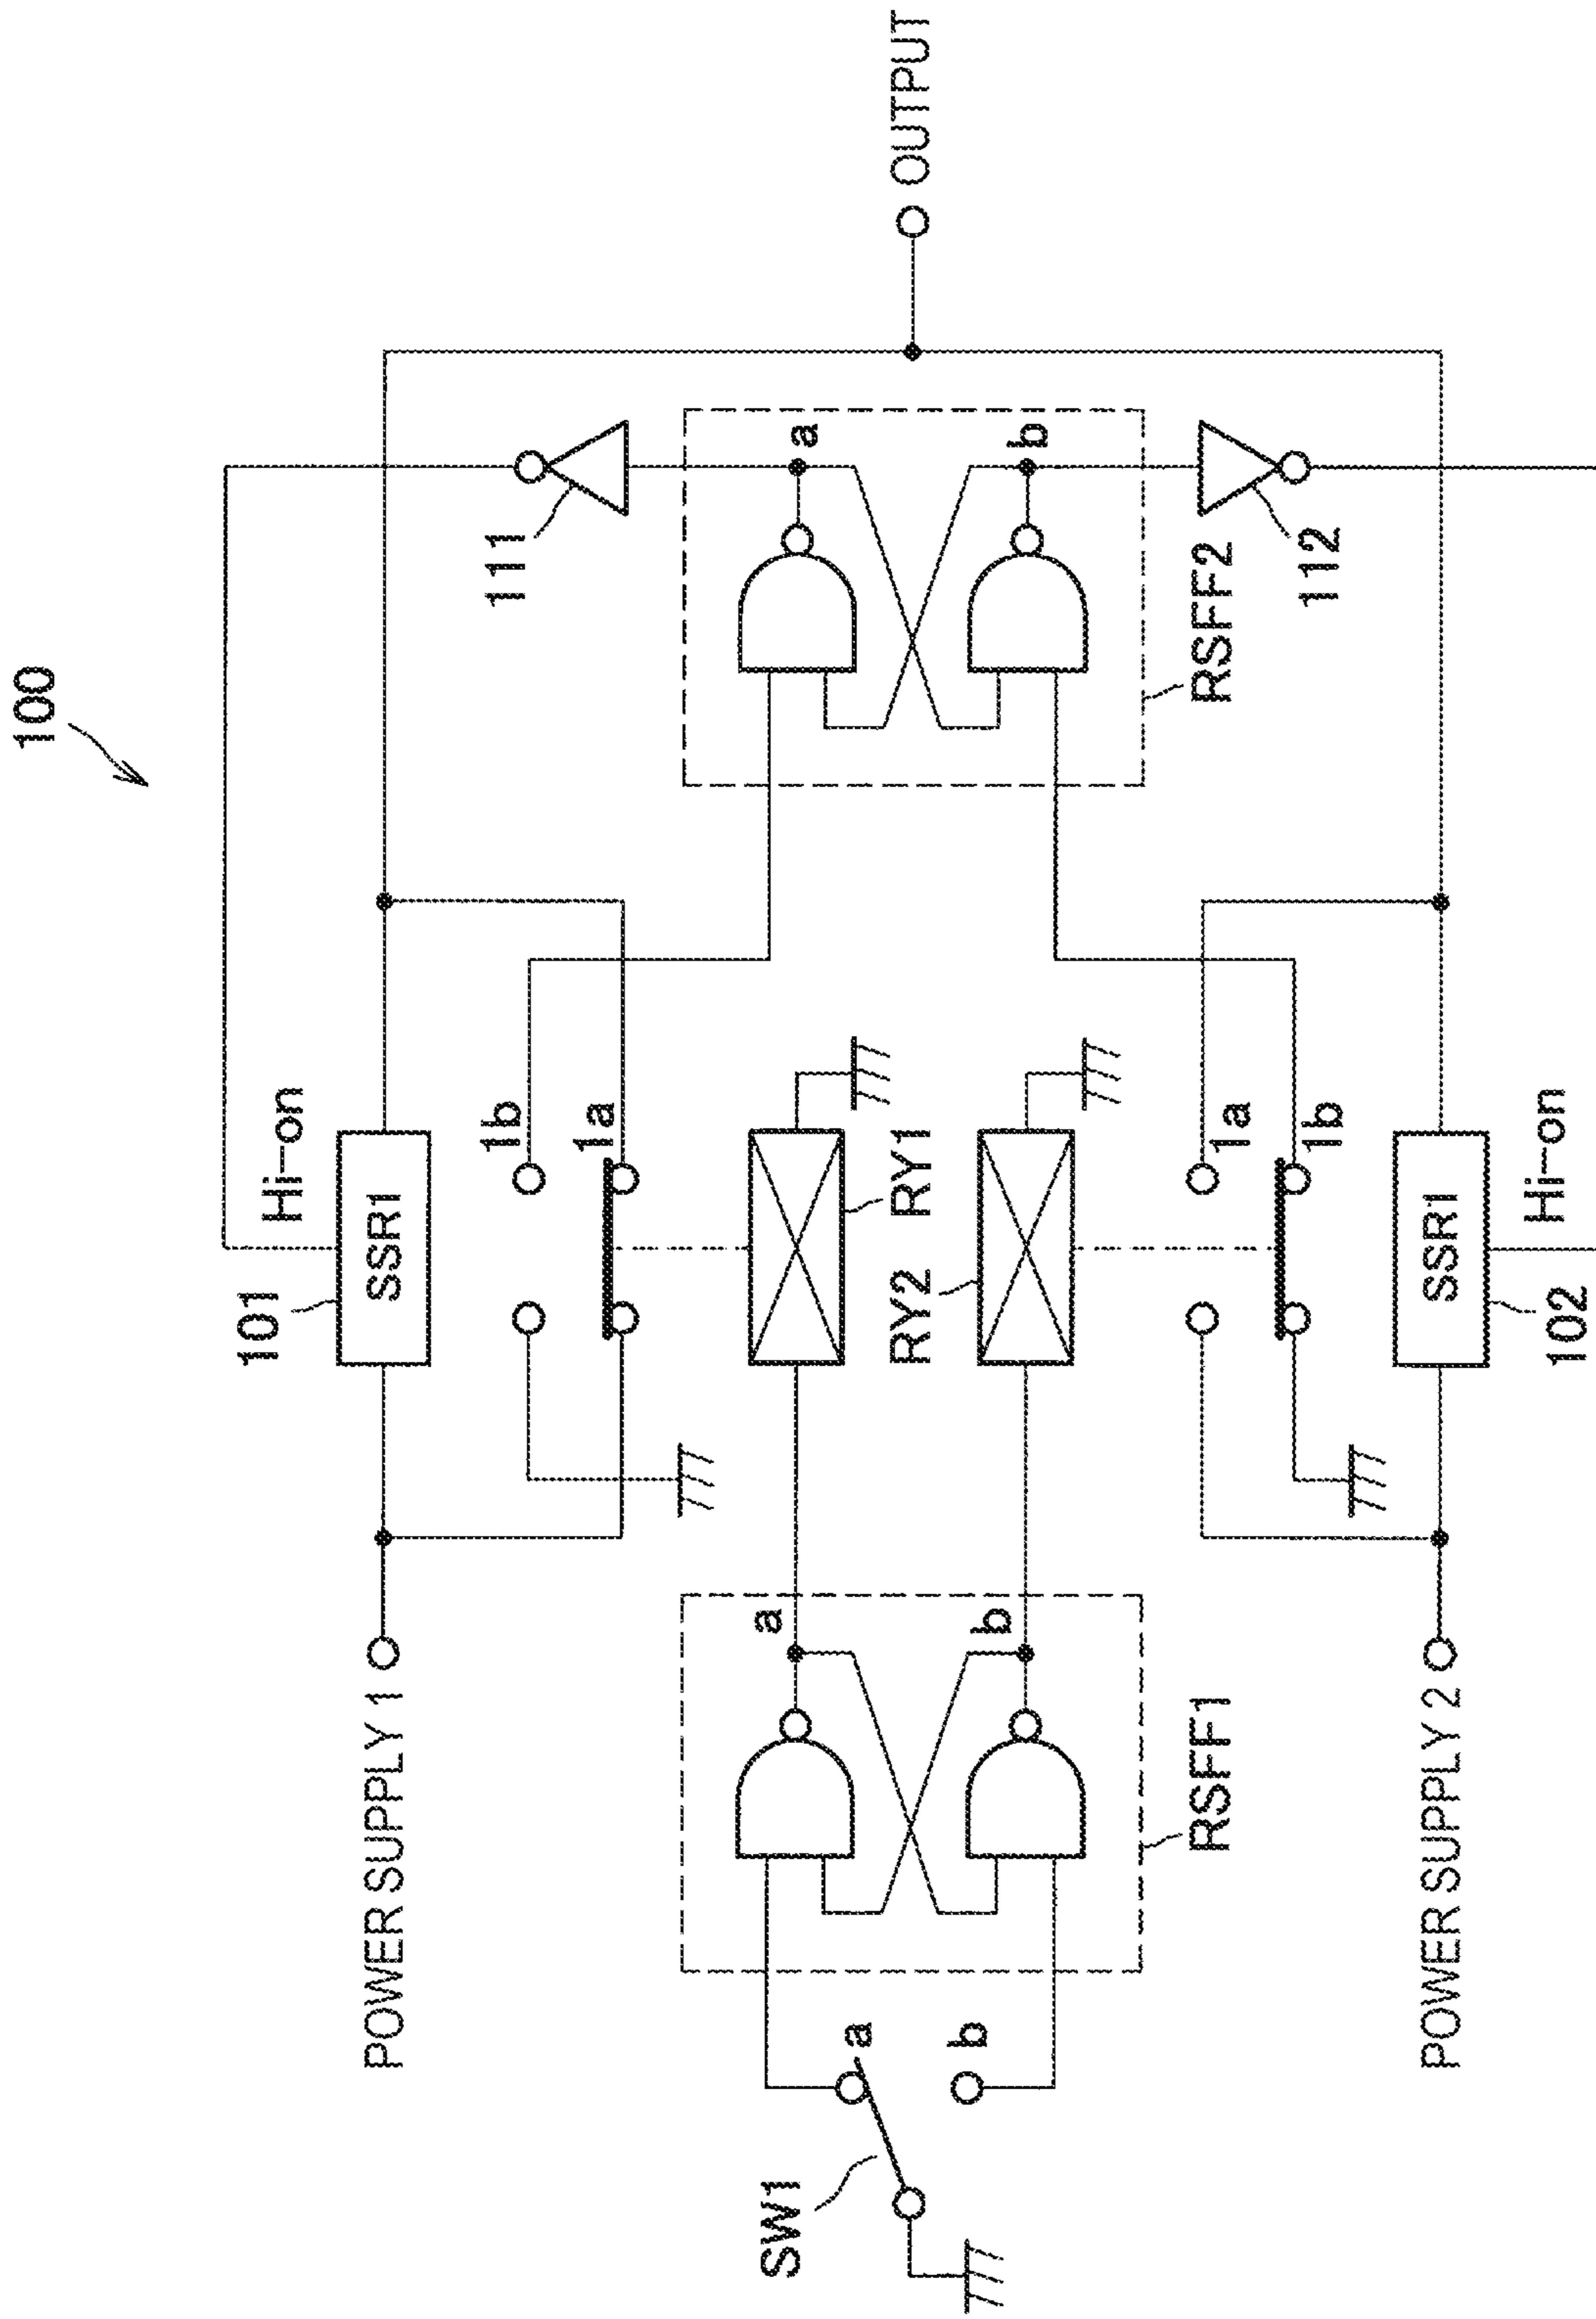 100
POWER SUPPLY 1
101
Hi-on
SSR1
1b
1a
111
OUTPUT
SW1
a
b
RSFF1
a
b
RY1
RY2
RSFF2
a
b
112
1a
1b
POWER SUPPLY 2
SSR1
102
Hi-on